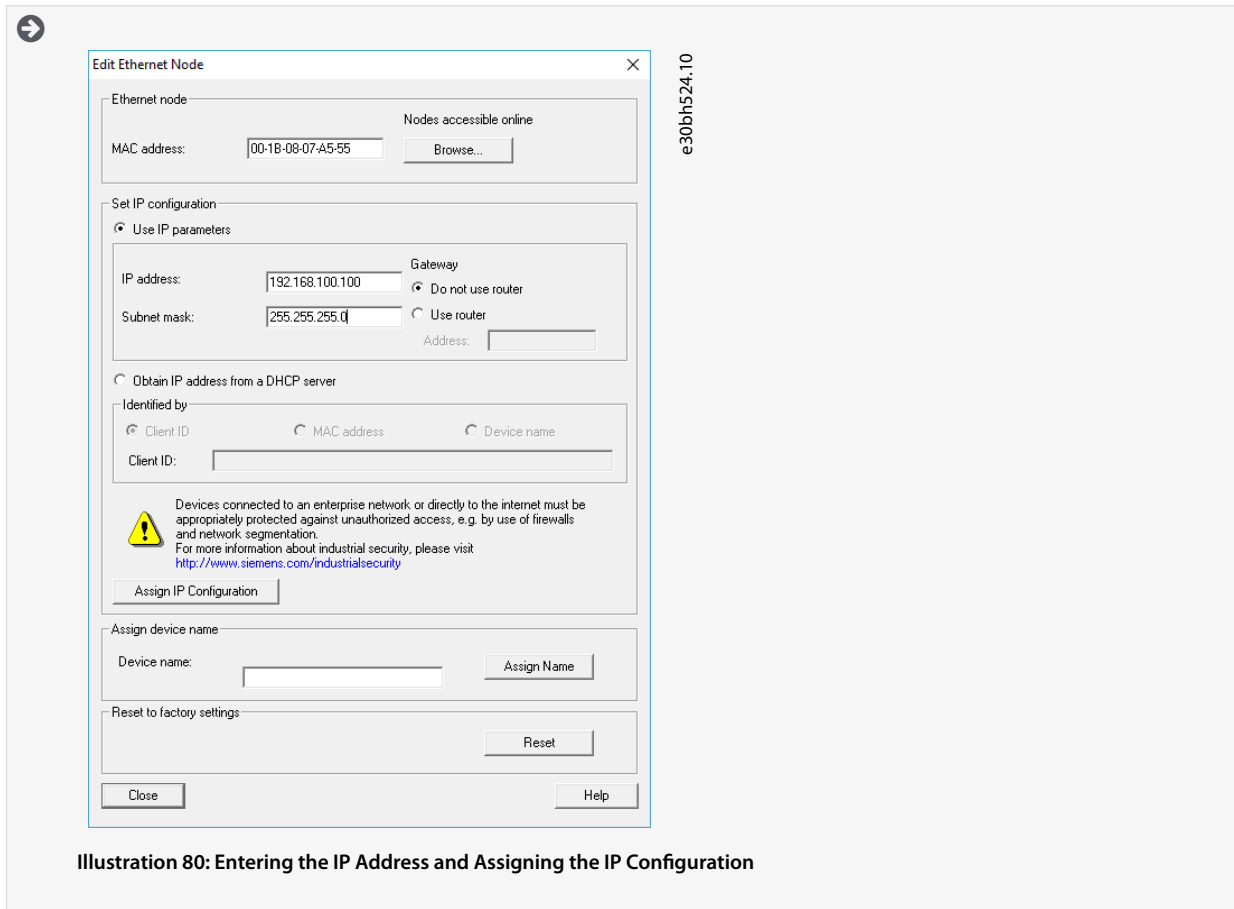 Edit Ethernet Node
e30bh524.10
Ethernet node
Nodes accessible online
MAC address:
00-1B-08-07-A5-55
Browse...
Set IP configuration
Use IP parameters
Gateway
IP address:
192.168.100.100
Do not use router
Subnet mask:
255.255.255.0
Use router
Address:
Obtain IP address from a DHCP server
Identified by
Client ID
MAC address
Device name
Client ID:
Devices connected to an enterprise network or directly to the internet must be
appropriately protected against unauthorized access, e.g. by use of firewalls
and network segmentation.
For more information about industrial security, please visit
http://www.siemens.com/industrialsecurity
Assign IP Configuration
Assign device name
Device name:
Assign Name
Reset to factory settings
Reset
Close
Help
Illustration 80: Entering the IP Address and Assigning the IP Configuration